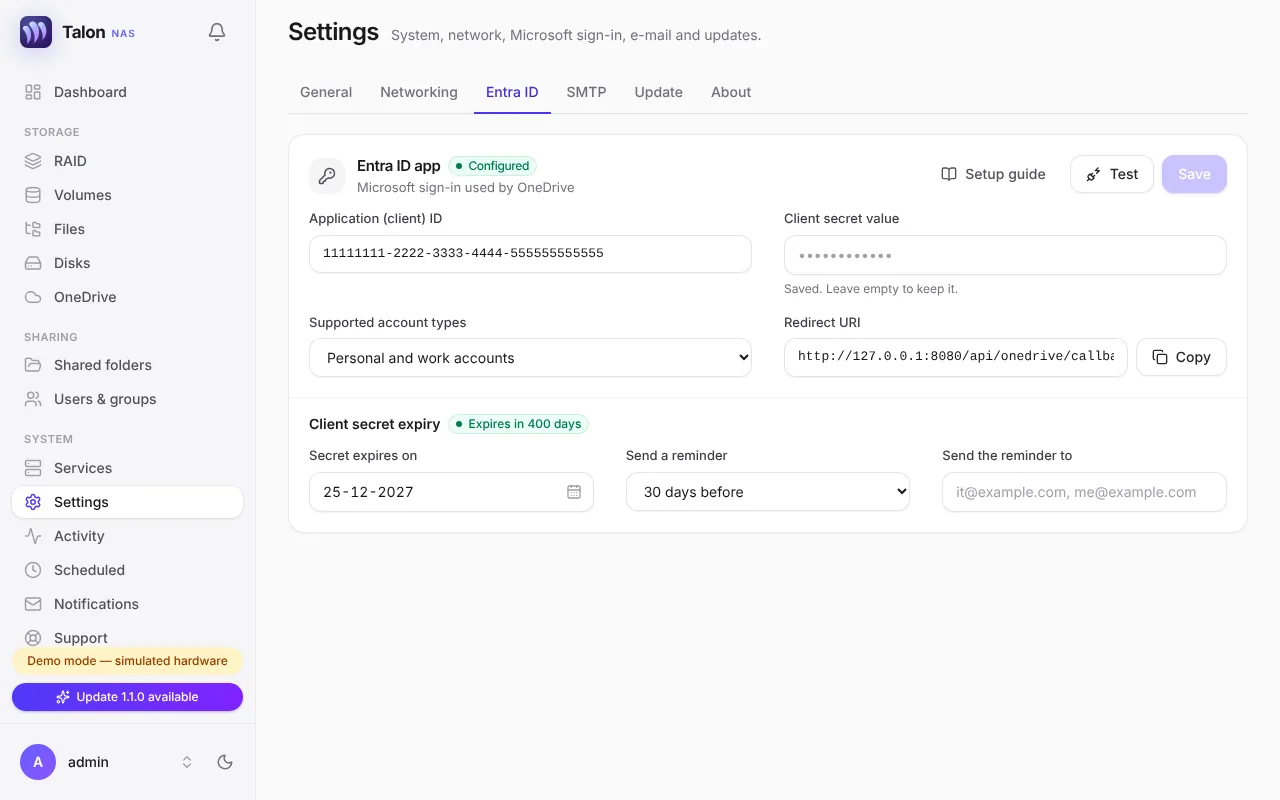 Talon NAS
Dashboard
STORAGE
RAID
Volumes
Files
Disks
OneDrive
SHARING
Shared folders
Users & groups
SYSTEM
Services
Settings
Activity
Scheduled
Notifications
Support
Demo mode — simulated hardware
Update 1.1.0 available
A admin
Settings System, network, Microsoft sign-in, e-mail and updates.
General Networking Entra ID SMTP Update About
Entra ID app Configured
Microsoft sign-in used by OneDrive
Setup guide Test Save
Application (client) ID
11111111-2222-3333-4444-555555555555
Client secret value
••••••••••••
Saved. Leave empty to keep it.
Supported account types
Personal and work accounts
Redirect URI
http://127.0.0.1:8080/api/onedrive/callba
Copy
Client secret expiry Expires in 400 days
Secret expires on
25-12-2027
Send a reminder
30 days before
Send the reminder to
it@example.com, me@example.com